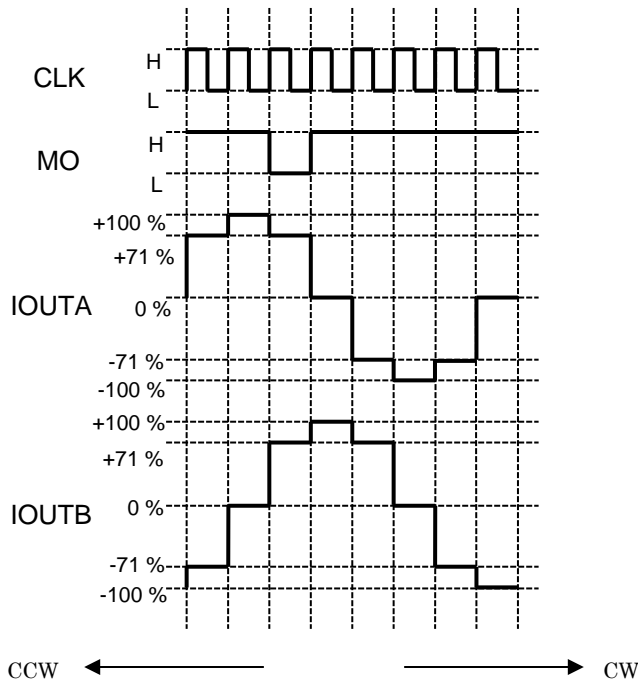 CLK
H
L
MO
H
L
IOUTA
+100 %
+71 %
0 %
-71 %
-100 %
IOUTB
+100 %
+71 %
0 %
-71 %
-100 %
CCW CW